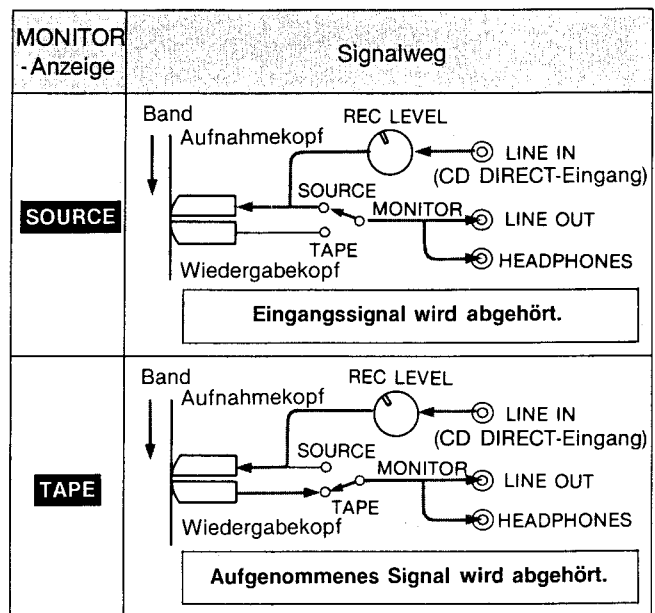 MONITOR
-Anzeige
Signalweg
SOURCE
Band
Aufnahmekopf
REC LEVEL
LINE IN
(CD DIRECT-Eingang)
SOURCE
MONITOR
LINE OUT
TAPE
HEADPHONES
Wiedergabekopf
Eingangssignal wird abgehört.
TAPE
Band
Aufnahmekopf
REC LEVEL
LINE IN
(CD DIRECT-Eingang)
SOURCE
MONITOR
LINE OUT
TAPE
HEADPHONES
Wiedergabekopf
Aufgenommenes Signal wird abgehört.